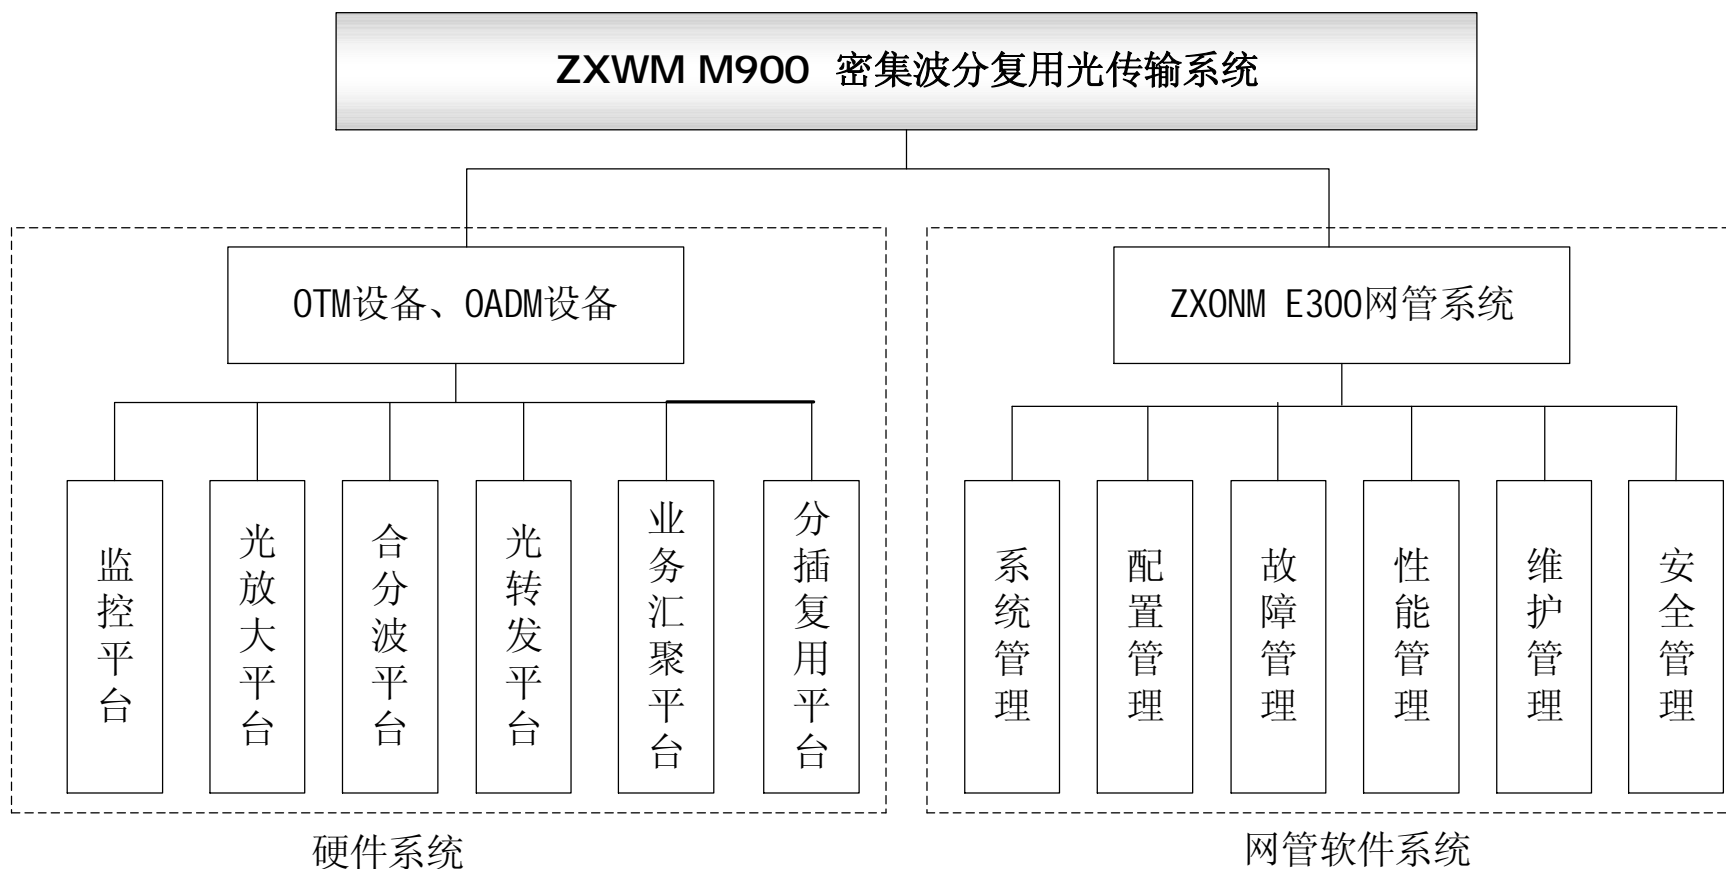 ZXWM M900 密集波分复用光传输系统
OTM设备、OADM设备
ZXONM E300网管系统
监控平台
光放大平台
合分波平台
光转发平台
业务汇聚平台
分插复用平台
系统管理
配置管理
故障管理
性能管理
维护管理
安全管理
硬件系统
网管软件系统